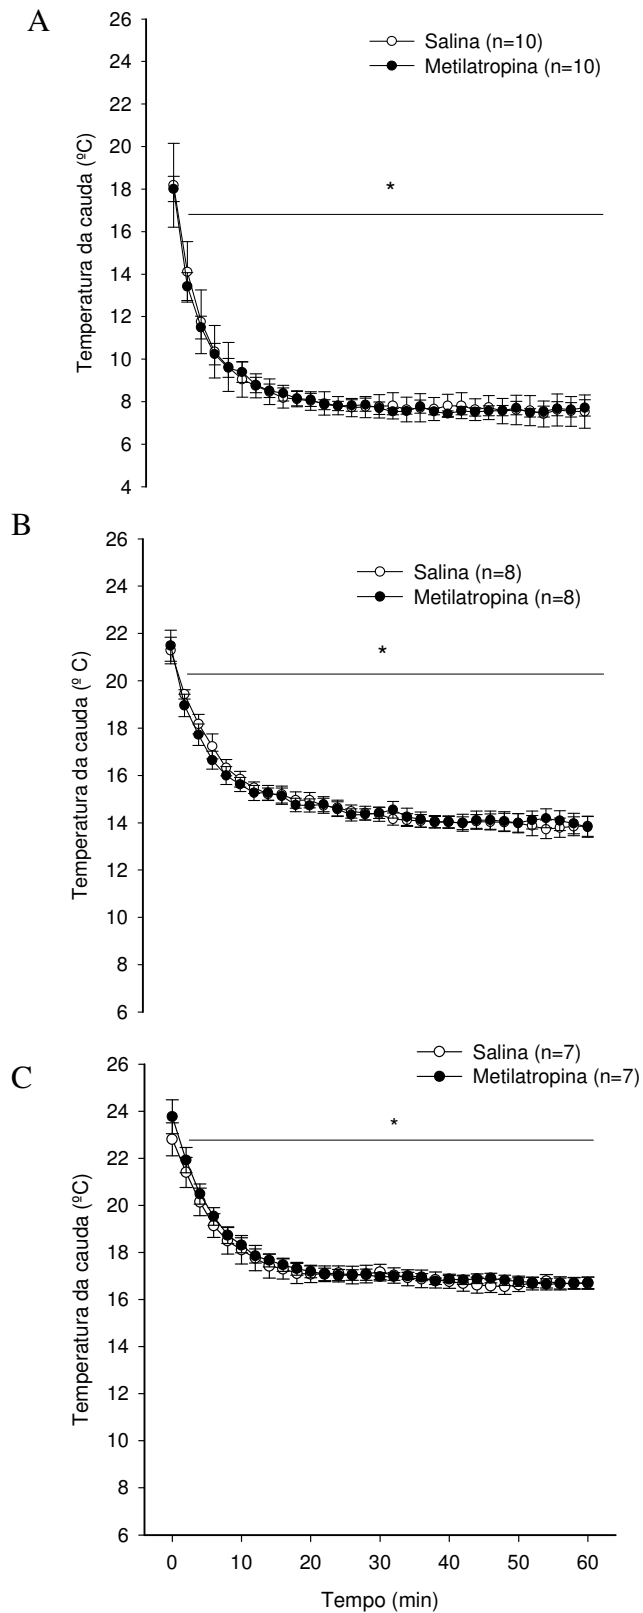 A
26
24
22
20
18
16
14
12
10
8
6
4
Temperatura da cauda (ºC)
Salina (n=10)
Metilatropina (n=10)
*
B
26
24
22
20
18
16
14
12
10
8
6
Temperatura da cauda (º C)
Salina (n=8)
Metilatropina (n=8)
*
C
26
24
22
20
18
16
14
12
10
8
6
Temperatura da cauda (ºC)
Salina (n=7)
Metilatropina (n=7)
*
0 10 20 30 40 50 60
Tempo (min)